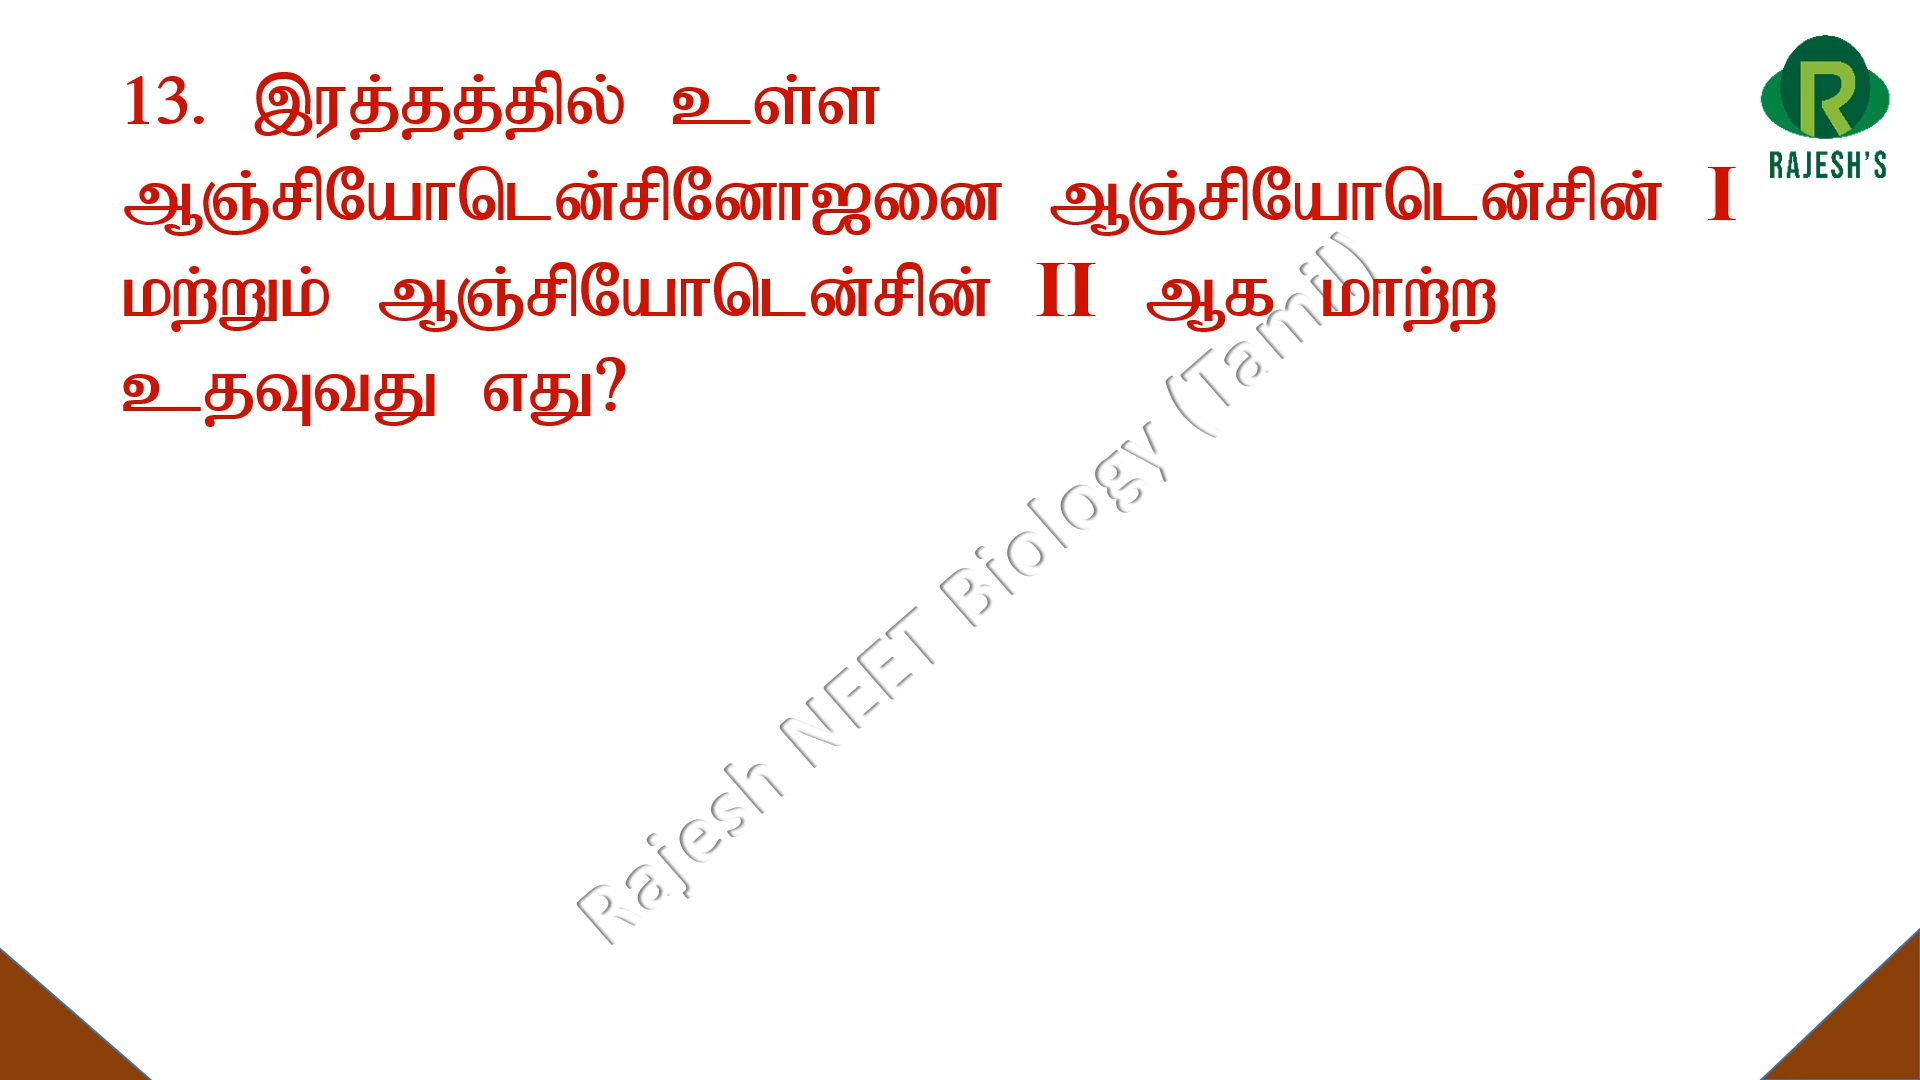 13. இரத்தத்தில் உள்ள
RAJESH'S
ஆஞ்சியோடென்சினோஜனை ஆஞ்சியோடென்சின் I
மற்றும் ஆஞ்சியோடென்சின் II ஆக மாற்ற
உதவுவது எது?
Rajesh NEET Biology (Tamil)